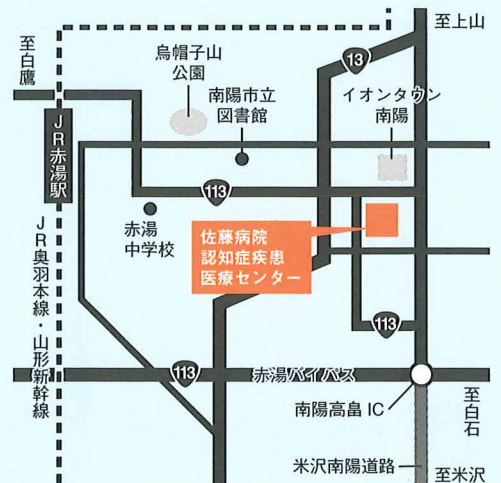 至上山
至白鷹
烏帽子山
公園
13
南陽市立
図書館
イオンタウン
南陽
JR赤湯駅
113
赤湯
中学校
佐藤病院
認知症疾患
医療センター
JR奥羽本線・山形新幹線
113
113
赤湯バイパス
至白石
南陽高畠 IC
米沢南陽道路
至米沢